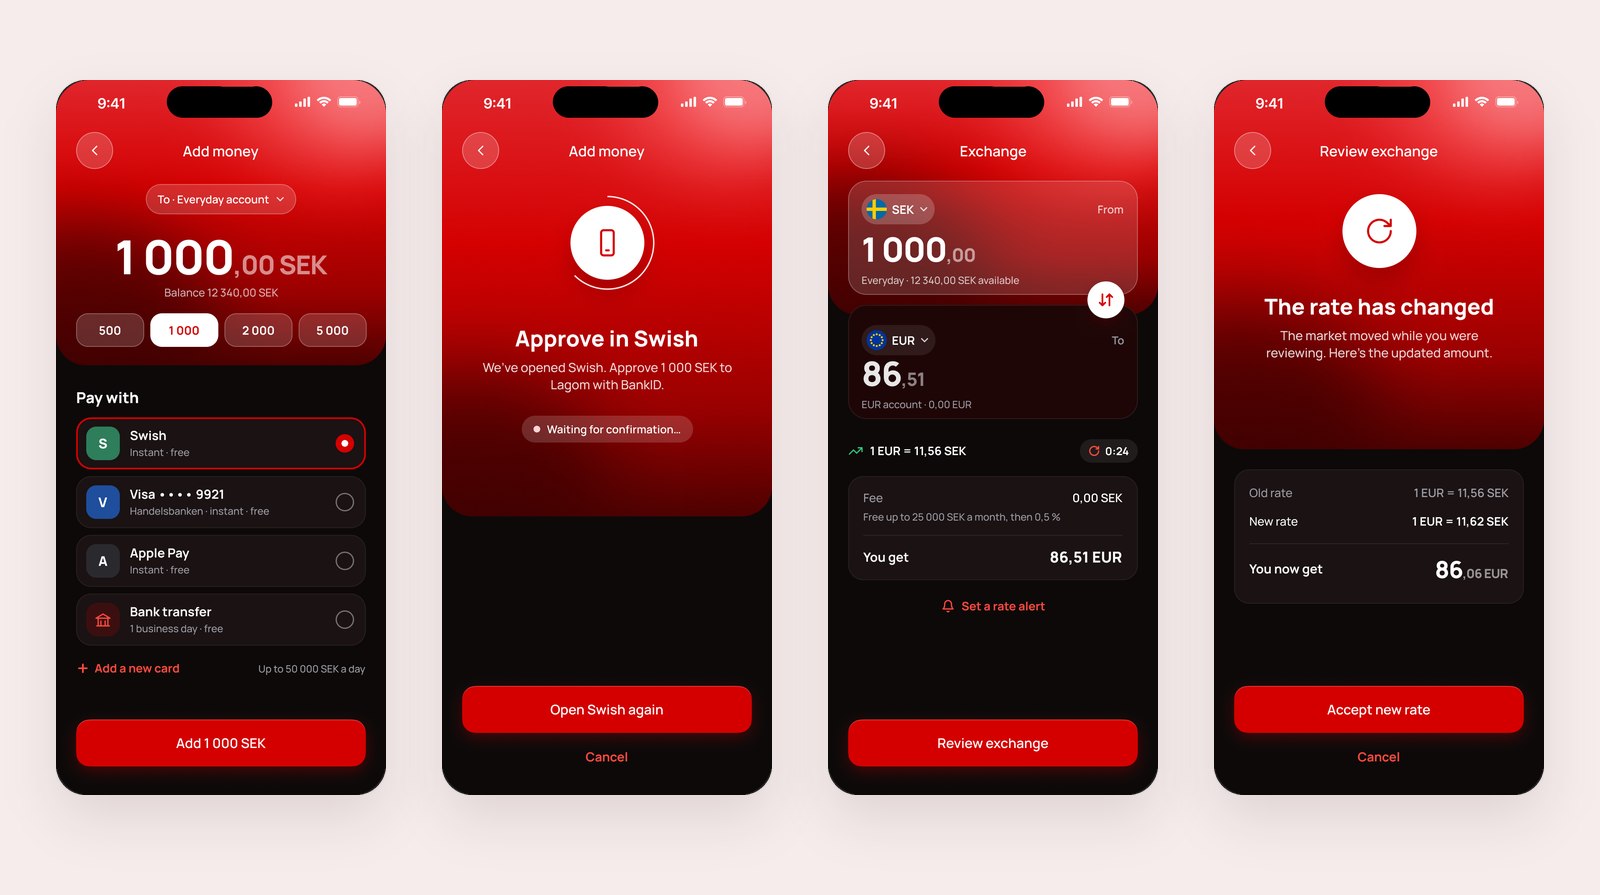 9:41
Add money
To · Everyday account
1 000,00 SEK
Balance 12 340,00 SEK
500
1 000
2 000
5 000
Pay with
S
Swish
Instant · free
V
Visa •••• 9921
Handelsbanken · instant · free
A
Apple Pay
Instant · free
Bank transfer
1 business day · free
Add a new card
Up to 50 000 SEK a day
Add 1 000 SEK
9:41
Add money
Approve in Swish
We've opened Swish. Approve 1 000 SEK to
Lagom with BankID.
Waiting for confirmation…
Open Swish again
Cancel
9:41
Exchange
SEK
From
1 000,00
Everyday · 12 340,00 SEK available
EUR
To
86,51
EUR account · 0,00 EUR
1 EUR = 11,56 SEK
0:24
Fee
0,00 SEK
Free up to 25 000 SEK a month, then 0,5 %
You get
86,51 EUR
Set a rate alert
Review exchange
9:41
Review exchange
The rate has changed
The market moved while you were
reviewing. Here's the updated amount.
Old rate
1 EUR = 11,56 SEK
New rate
1 EUR = 11,62 SEK
You now get
86,06 EUR
Accept new rate
Cancel